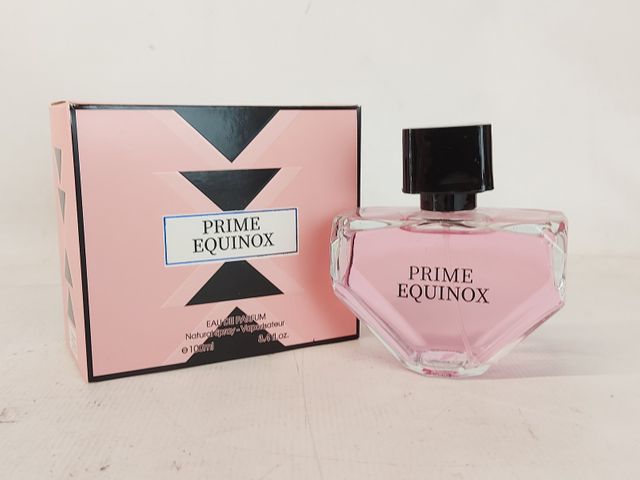 PRIME
EQUINOX
EAU DE PARFUM
Natural spray - Vaporisateur
e 100ml 3.4 fl.oz.
PRIME
EQUINOX